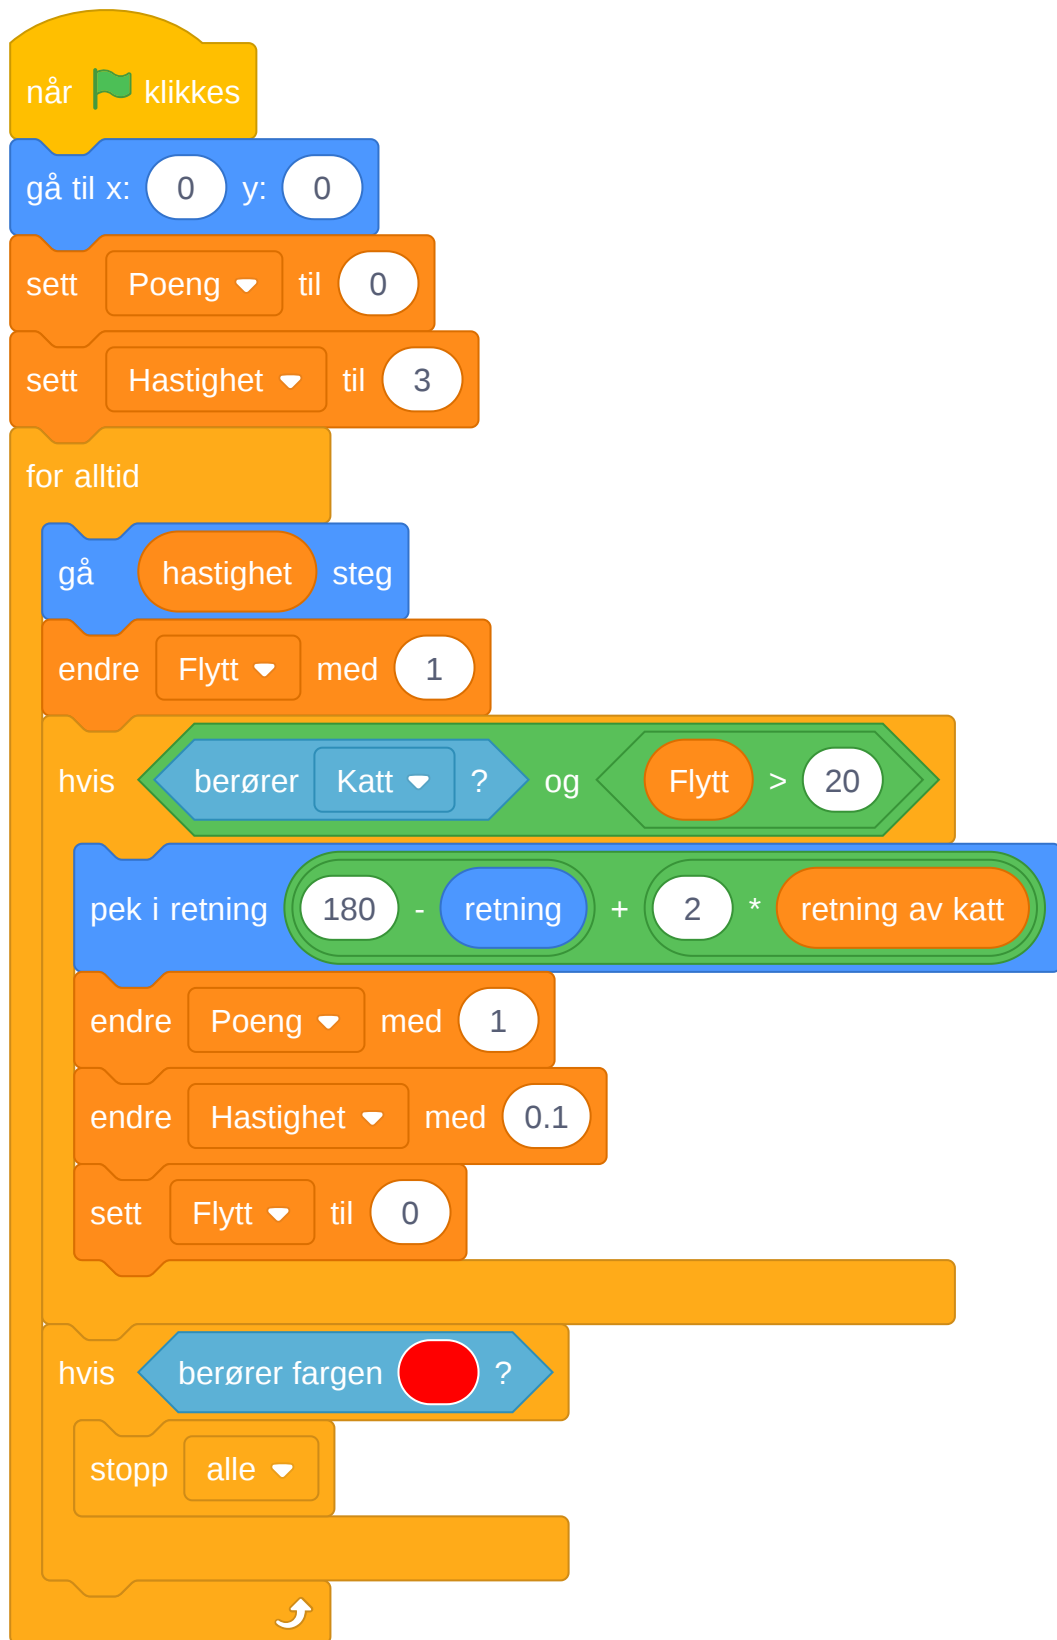 når klikkes
gå til x: 0 y: 0
sett Poeng til 0
sett Hastighet til 3
for alltid
gå hastighet steg
endre Flytt med 1
hvis berører Katt ? og Flytt > 20
pek i retning 180 - retning + 2 * retning av katt
endre Poeng med 1
endre Hastighet med 0.1
sett Flytt til 0
hvis berører fargen ?
stopp alle